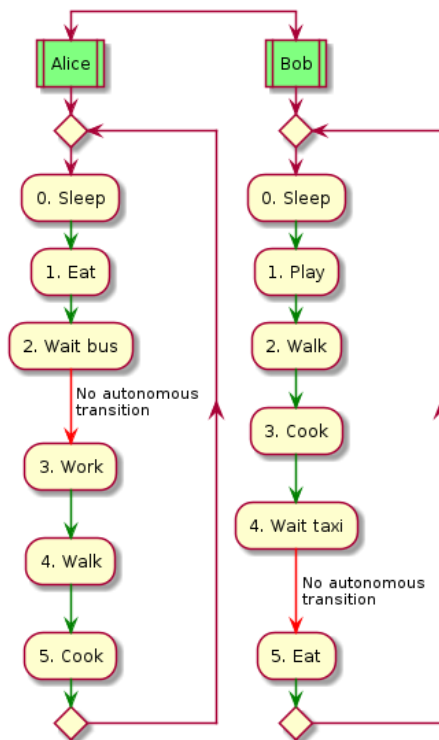 Alice
0. Sleep
1. Eat
2. Wait bus
No autonomous
transition
3. Work
4. Walk
5. Cook
Bob
0. Sleep
1. Play
2. Walk
3. Cook
4. Wait taxi
No autonomous
transition
5. Eat